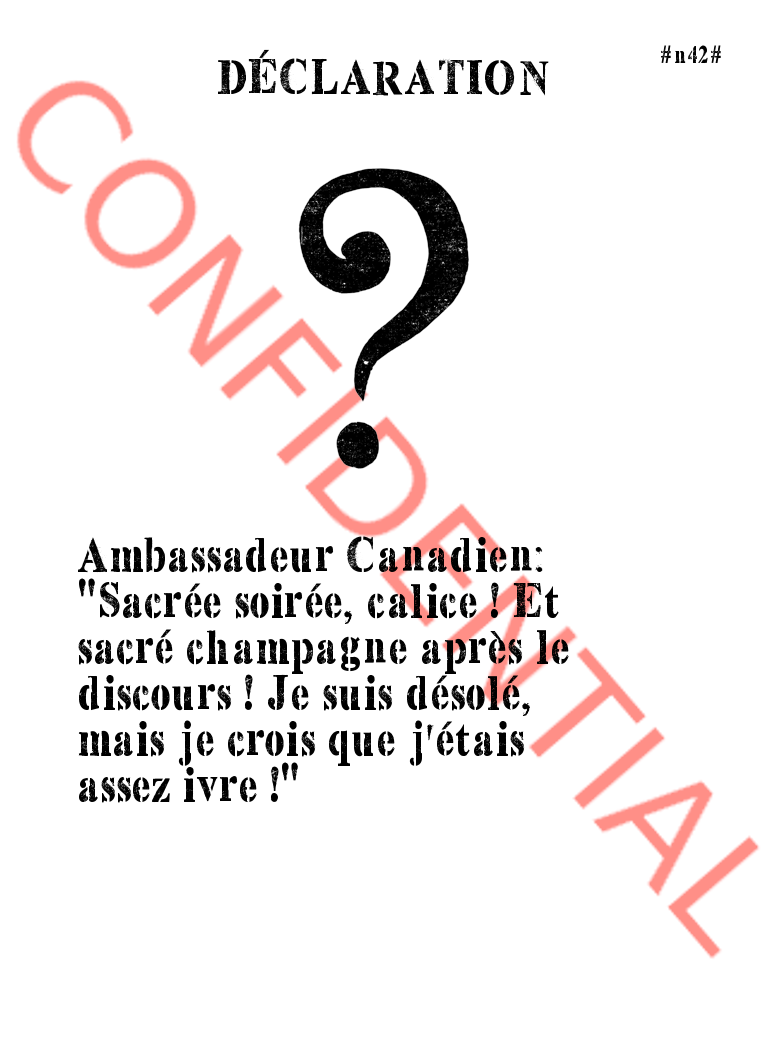 #n42#
DÉCLARATION
?
CONFIDENTIAL
Ambassadeur Canadien:
"Sacrée soirée, calice ! Et
sacré champagne après le
discours ! Je suis désolé,
mais je crois que j'étais
assez ivre !"